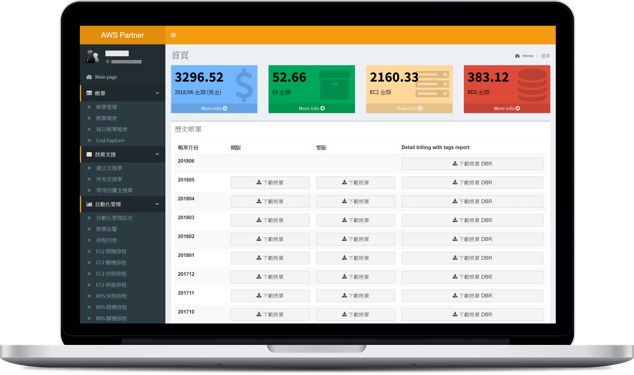 AWS Partner
Main page
帳單
帳單管理
帳單報表
每日帳單報表
Cost Explorer
技術支援
建立支援單
所有支援單
等待回覆支援單
自動化管理
自動化管理設定
帳單告警
排程列表
EC2 開機排程
EC2 關機排程
EC2 快照排程
EC2 映像排程
RDS 快照排程
RDS 開機排程
RDS 關機排程
首頁
Home
首頁
3296.52
2018/06 金額 (美金)
More info
52.66
S3 金額
More info
2160.33
EC2 金額
More info
383.12
RDS 金額
More info
歷史帳單
帳單月份 簡版 繁版 Detail billing with tags report
201806 下載帳單 DBR
201805 下載帳單 下載帳單 下載帳單 DBR
201804 下載帳單 下載帳單 下載帳單 DBR
201803 下載帳單 下載帳單 下載帳單 DBR
201802 下載帳單 下載帳單 下載帳單 DBR
201801 下載帳單 下載帳單 下載帳單 DBR
201712 下載帳單 下載帳單 下載帳單 DBR
201711 下載帳單 下載帳單 下載帳單 DBR
201710 下載帳單 下載帳單 下載帳單 DBR